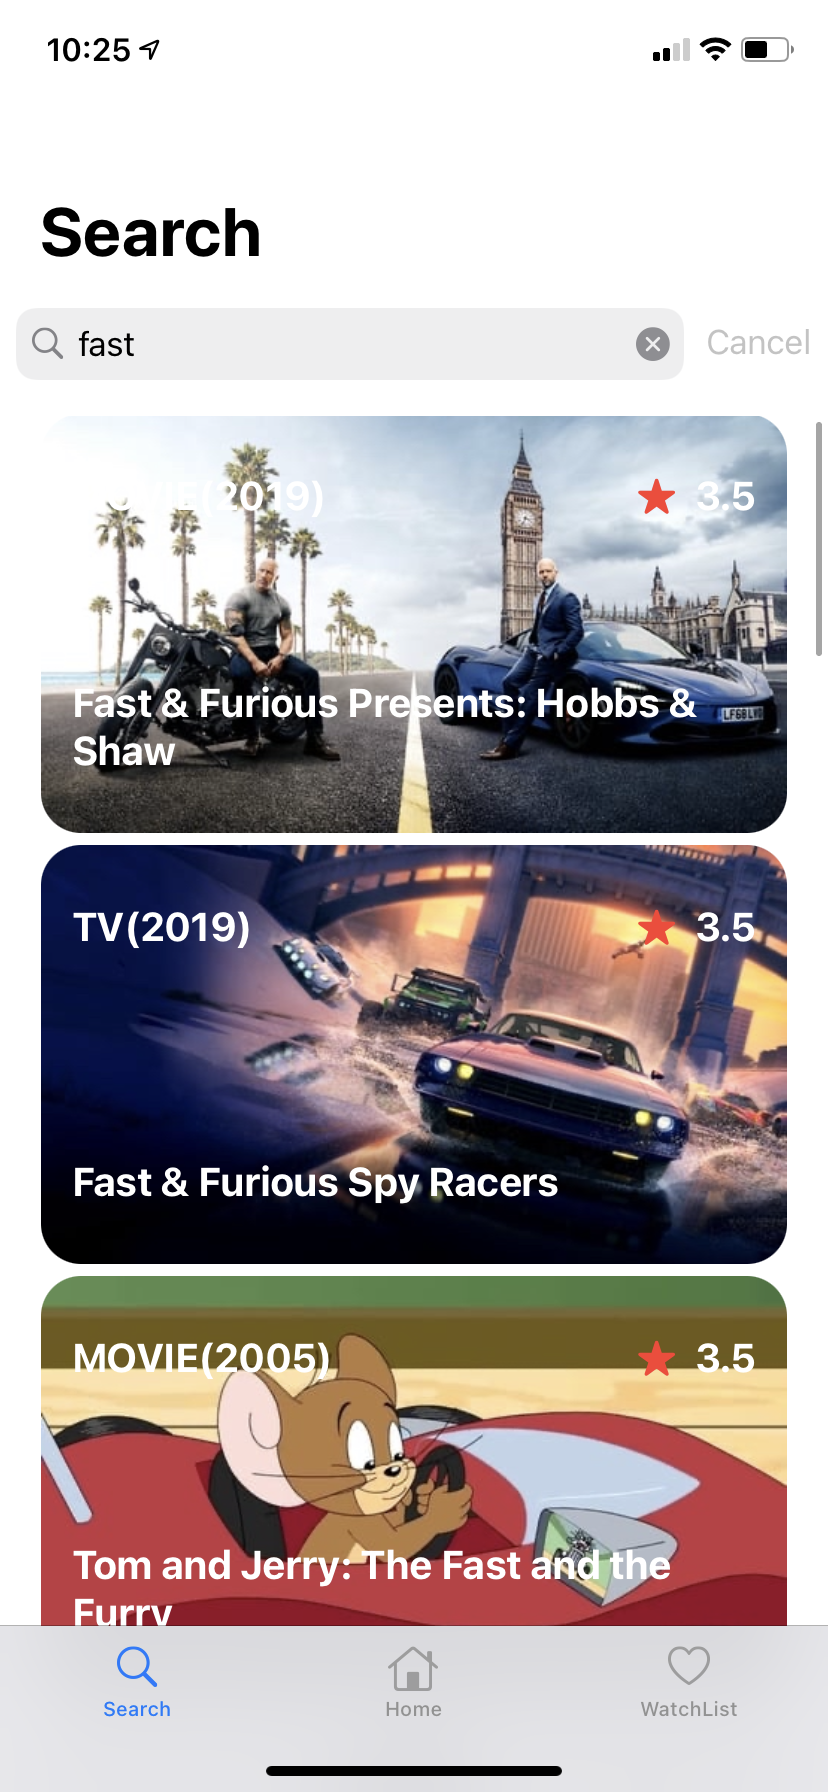 10:25
Search
fast
Cancel
MOVIE(2019)
3.5
Fast & Furious Presents: Hobbs &
Shaw
TV(2019)
3.5
Fast & Furious Spy Racers
MOVIE(2005)
3.5
Tom and Jerry: The Fast and the
Furry
Search
Home
WatchList